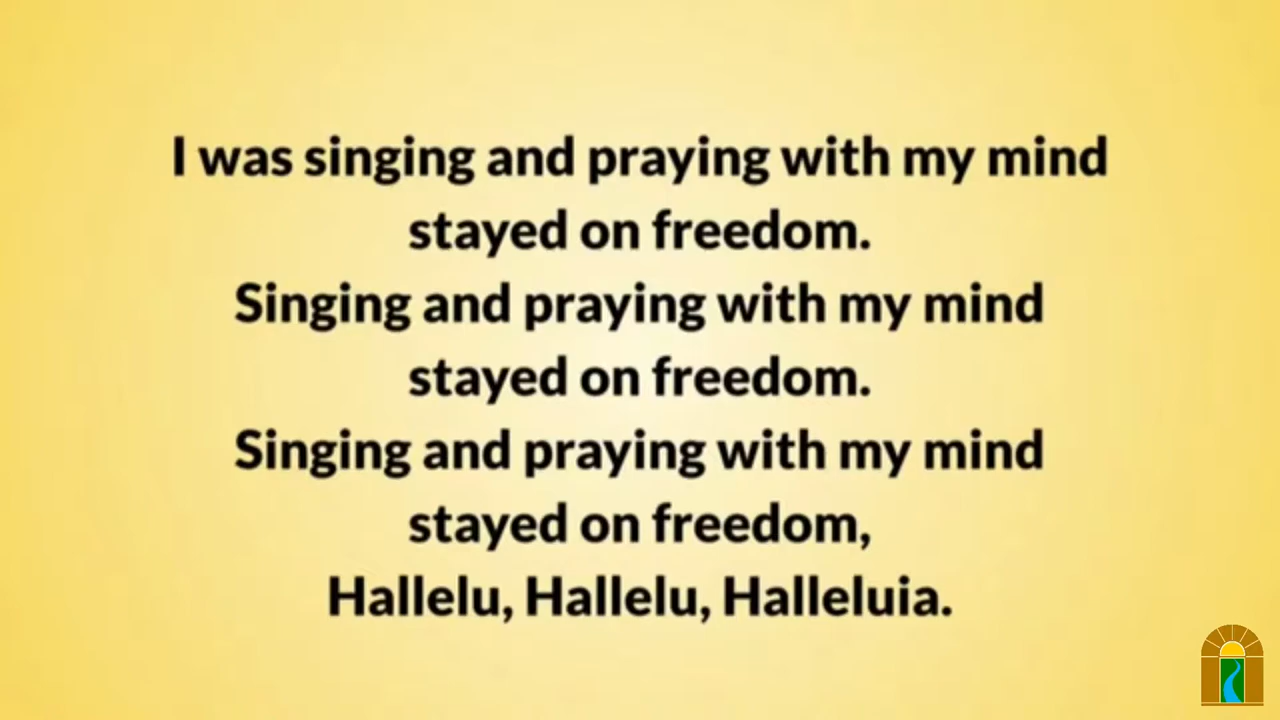 I was singing and praying with my mind
stayed on freedom.
Singing and praying with my mind
stayed on freedom.
Singing and praying with my mind
stayed on freedom,
Hallelu, Hallelu, Halleluia.